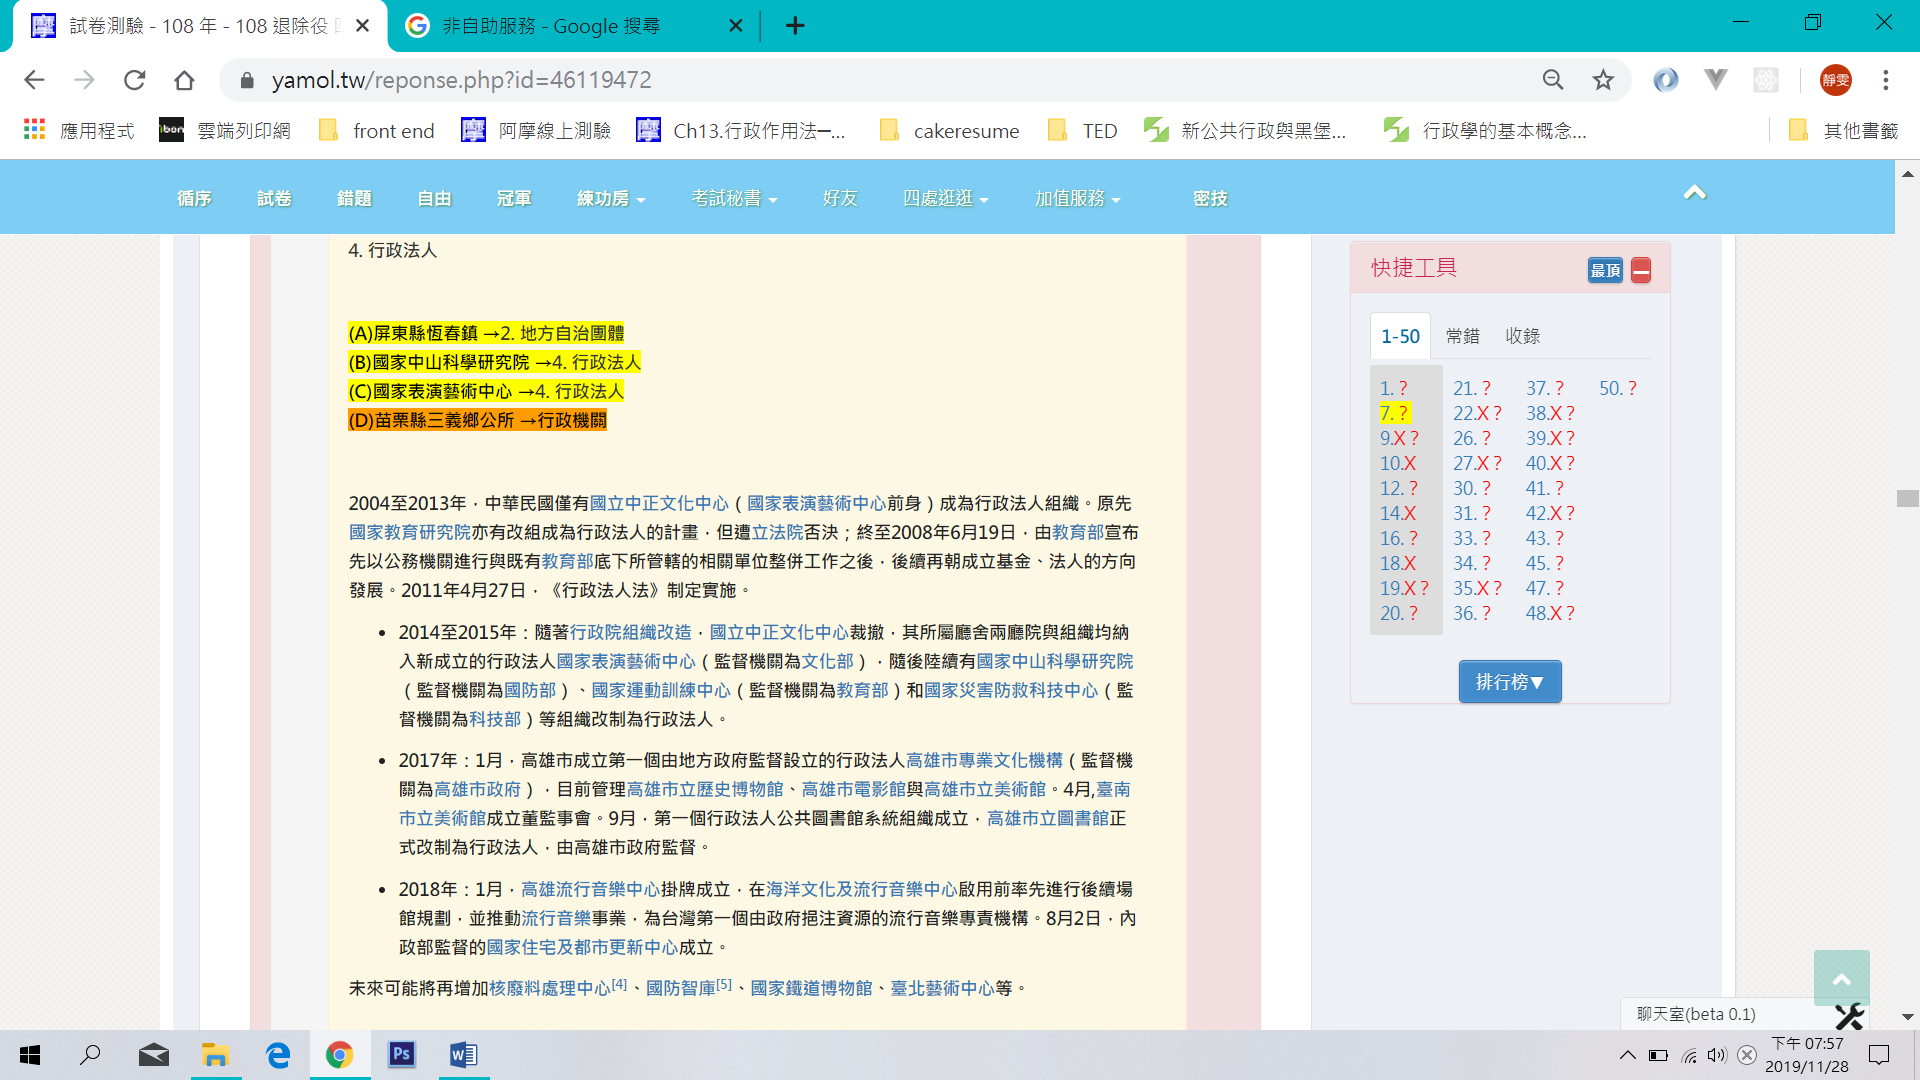 試卷測驗 - 108 年 - 108 退除役
非自助服務 - Google 搜尋
yamol.tw/reponse.php?id=46119472
靜雯
應用程式
ibon
雲端列印網
front end
阿摩線上測驗
Ch13.行政作用法─...
cakeresume
TED
新公共行政與黑堡...
行政學的基本概念...
其他書籤
循序 試卷 錯題 自由 冠軍 練功房 考試秘書 好友 四處逛逛 加值服務 密技
4. 行政法人
(A)屏東縣恆春鎮 →2. 地方自治團體
(B)國家中山科學研究院 →4. 行政法人
(C)國家表演藝術中心 →4. 行政法人
(D)苗栗縣三義鄉公所 →行政機關
2004至2013年，中華民國僅有國立中正文化中心（國家表演藝術中心前身）成為行政法人組織。原先
國家教育研究院亦有改組成為行政法人的計畫，但遭立法院否決；終至2008年6月19日，由教育部宣布
先以公務機關進行與既有教育部底下所管轄的相關單位整併工作之後，後續再朝成立基金、法人的方向
發展。2011年4月27日，《行政法人法》制定實施。
• 2014至2015年：隨著行政院組織改造，國立中正文化中心裁撤，其所屬廳舍兩廳院與組織均納
入新成立的行政法人國家表演藝術中心（監督機關為文化部），隨後陸續有國家中山科學研究院
（監督機關為國防部）、國家運動訓練中心（監督機關為教育部）和國家災害防救科技中心（監
督機關為科技部）等組織改制為行政法人。
• 2017年：1月，高雄市成立第一個由地方政府監督設立的行政法人高雄市專業文化機構（監督機
關為高雄市政府），目前管理高雄市立歷史博物館、高雄市電影館與高雄市立美術館。4月,臺南
市立美術館成立董監事會。9月，第一個行政法人公共圖書館系統組織成立，高雄市立圖書館正
式改制為行政法人，由高雄市政府監督。
• 2018年：1月，高雄流行音樂中心掛牌成立，在海洋文化及流行音樂中心啟用前率先進行後續場
館規劃，並推動流行音樂事業，為台灣第一個由政府挹注資源的流行音樂專責機構。8月2日，內
政部監督的國家住宅及都市更新中心成立。
未來可能將再增加核廢料處理中心[4]、國防智庫[5]、國家鐵道博物館、臺北藝術中心等。
快捷工具
最頂
1-50 常錯 收錄
1. ? 21. ? 37. ? 50. ?
7. ? 22.X ? 38.X ?
9.X ? 26. ? 39.X ?
10.X 27.X ? 40.X ?
12. ? 30. ? 41. ?
14.X 31. ? 42.X ?
16. ? 33. ? 43. ?
18.X 34. ? 45. ?
19.X ? 35.X ? 47. ?
20. ? 36. ? 48.X ?
排行榜▼
聊天室(beta 0.1)
Ps
下午 07:57
2019/11/28